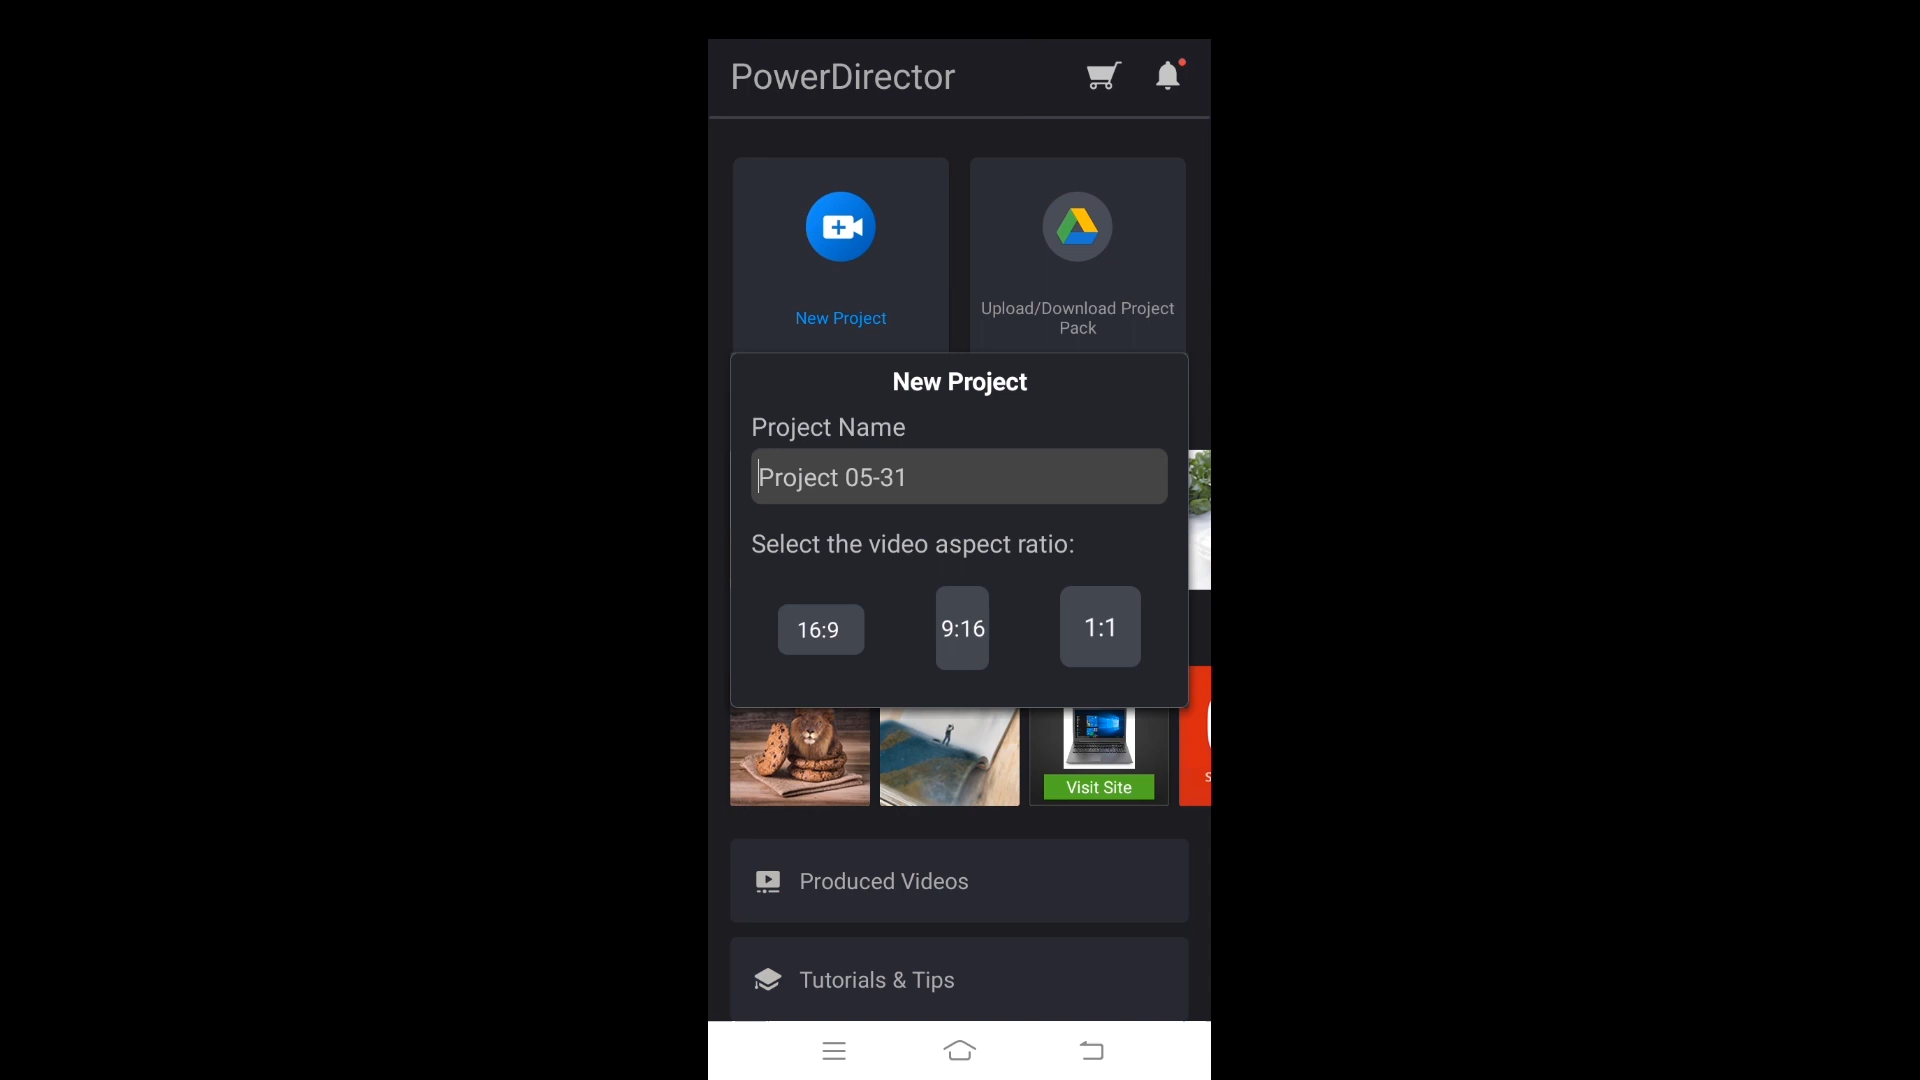 PowerDirector
New Project
Upload/Download Project
Pack
New Project
Project Name
Project 05-31
Select the video aspect ratio:
16:9
9:16
1:1
Visit Site
Produced Videos
Tutorials & Tips